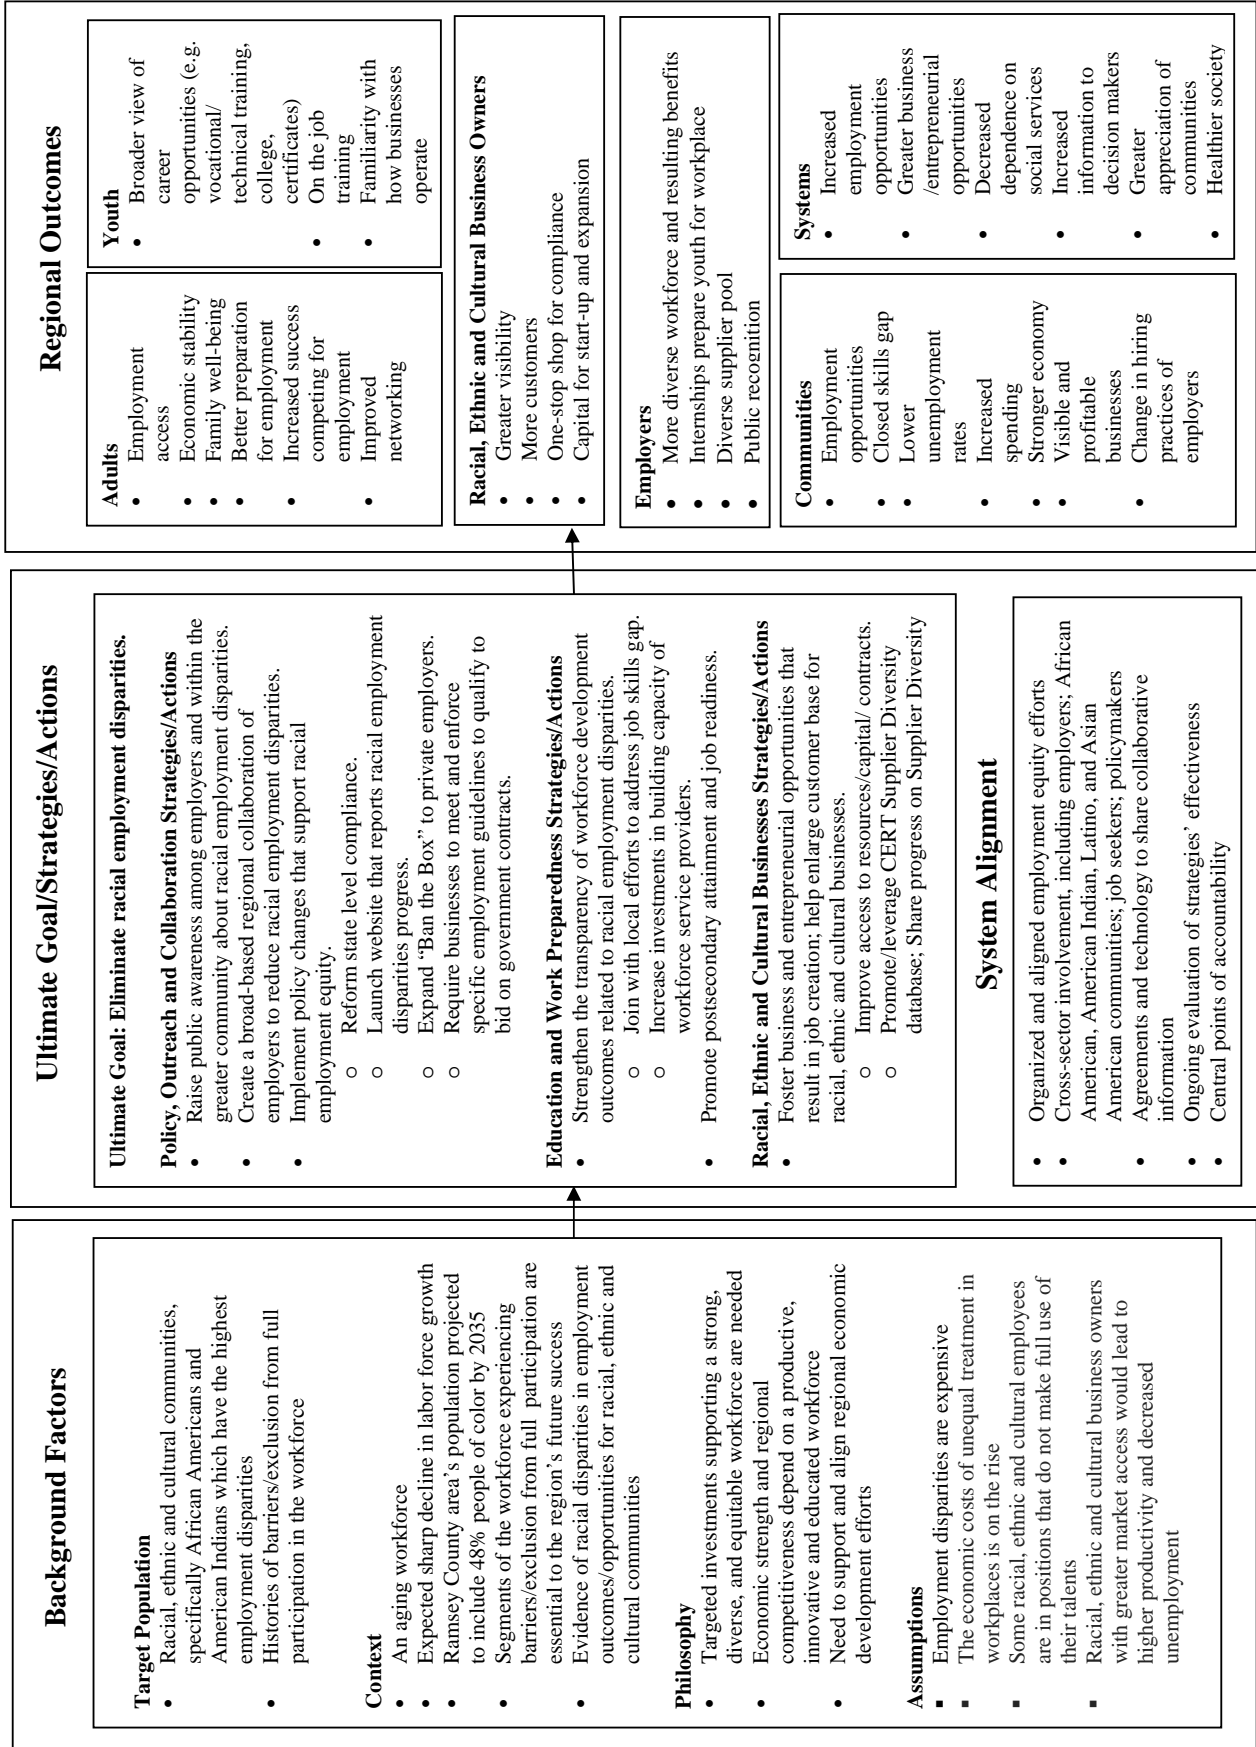 Background Factors
Target Population
• Racial, ethnic and cultural communities,
specifically African Americans and
American Indians which have the highest
employment disparities
• Histories of barriers/exclusion from full
participation in the workforce
Context
• An aging workforce
• Expected sharp decline in labor force growth
• Ramsey County area's population projected
to include 48% people of color by 2035
• Segments of the workforce experiencing
barriers/exclusion from full participation are
essential to the region's future success
• Evidence of racial disparities in employment
outcomes/opportunities for racial, ethnic and
cultural communities
Philosophy
• Targeted investments supporting a strong,
diverse, and equitable workforce are needed
• Economic strength and regional
competitiveness depend on a productive,
innovative and educated workforce
• Need to support and align regional economic
development efforts
Assumptions
▪ Employment disparities are expensive
▪ The economic costs of unequal treatment in
workplaces is on the rise
▪ Some racial, ethnic and cultural employees
are in positions that do not make full use of
their talents
▪ Racial, ethnic and cultural business owners
with greater market access would lead to
higher productivity and decreased
unemployment
Ultimate Goal/Strategies/Actions
Ultimate Goal: Eliminate racial employment disparities.
Policy, Outreach and Collaboration Strategies/Actions
• Raise public awareness among employers and within the
greater community about racial employment disparities.
• Create a broad-based regional collaboration of
employers to reduce racial employment disparities.
• Implement policy changes that support racial
employment equity.
○ Reform state level compliance.
○ Launch website that reports racial employment
disparities progress.
○ Expand “Ban the Box” to private employers.
○ Require businesses to meet and enforce
specific employment guidelines to qualify to
bid on government contracts.
Education and Work Preparedness Strategies/Actions
• Strengthen the transparency of workforce development
outcomes related to racial employment disparities.
○ Join with local efforts to address job skills gap.
○ Increase investments in building capacity of
workforce service providers.
• Promote postsecondary attainment and job readiness.
Racial, Ethnic and Cultural Businesses Strategies/Actions
• Foster business and entrepreneurial opportunities that
result in job creation; help enlarge customer base for
racial, ethnic and cultural businesses.
○ Improve access to resources/capital/ contracts.
○ Promote/leverage CERT Supplier Diversity
database; Share progress on Supplier Diversity
System Alignment
• Organized and aligned employment equity efforts
• Cross-sector involvement, including employers; African
American, American Indian, Latino, and Asian
American communities; job seekers; policymakers
• Agreements and technology to share collaborative
information
• Ongoing evaluation of strategies’ effectiveness
• Central points of accountability
Regional Outcomes
Adults
• Employment
access
• Economic stability
• Family well-being
• Better preparation
for employment
• Increased success
competing for
employment
• Improved
networking
Youth
• Broader view of
career
opportunities (e.g.
vocational/
technical training,
college,
certificates)
• On the job
training
• Familiarity with
how businesses
operate
Racial, Ethnic and Cultural Business Owners
• Greater visibility
• More customers
• One-stop shop for compliance
• Capital for start-up and expansion
Employers
• More diverse workforce and resulting benefits
• Internships prepare youth for workplace
• Diverse supplier pool
• Public recognition
Communities
• Employment
opportunities
• Closed skills gap
• Lower
unemployment
rates
• Increased
spending
• Stronger economy
• Visible and
profitable
businesses
• Change in hiring
practices of
employers
Systems
• Increased
employment
opportunities
• Greater business
/entrepreneurial
opportunities
• Decreased
dependence on
social services
• Increased
information to
decision makers
• Greater
appreciation of
communities
• Healthier society